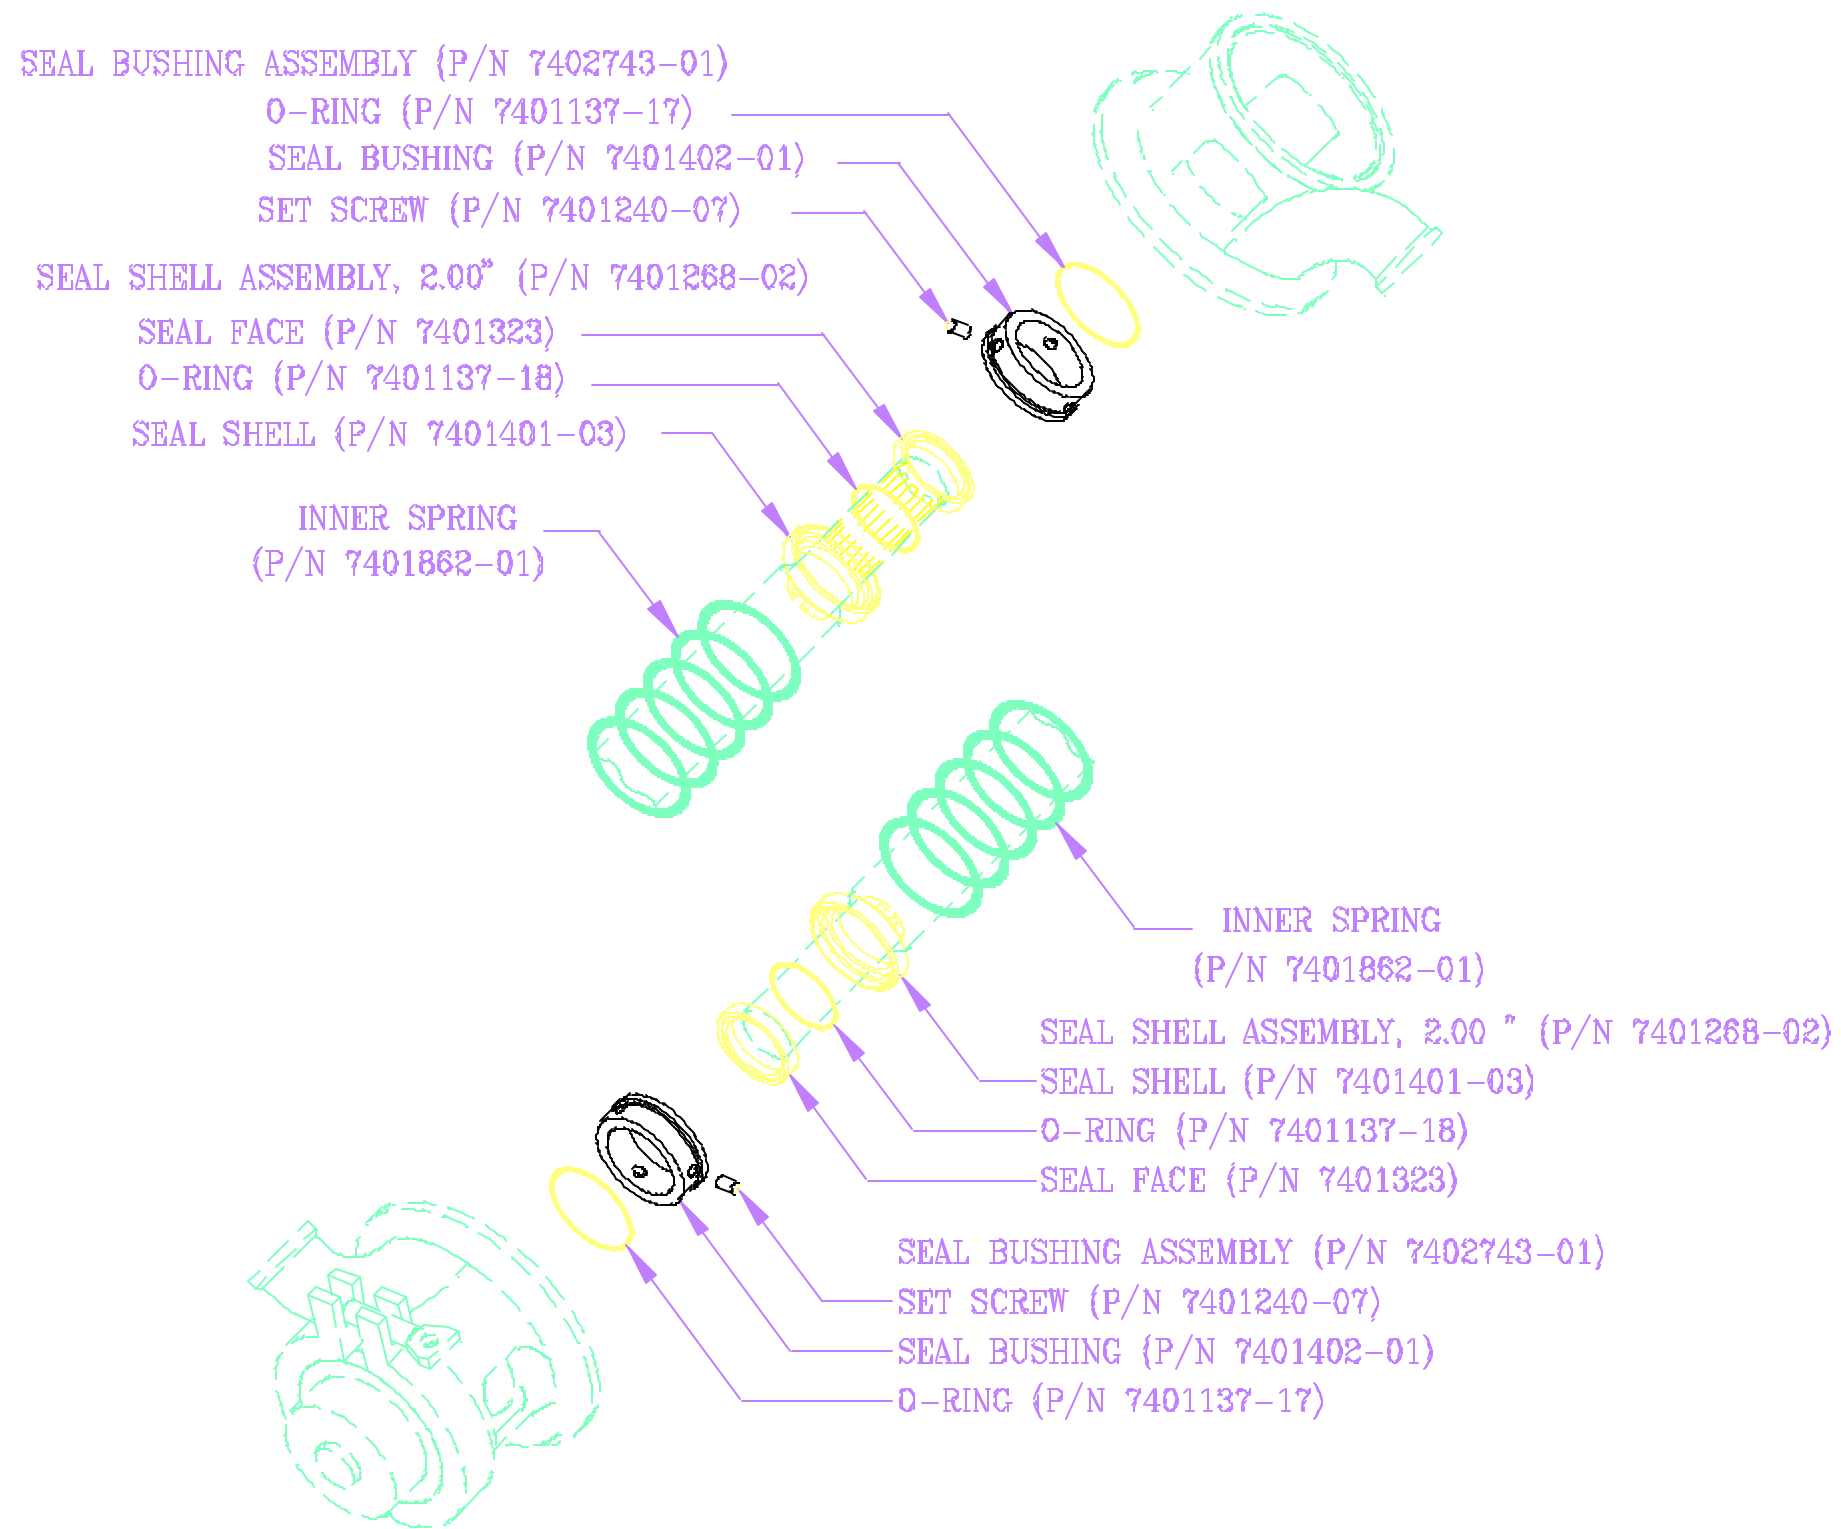 SEAL BUSHING ASSEMBLY (P/N 7402743-01)
O-RING (P/N 7401137-17)
SEAL BUSHING (P/N 7401402-01)
SET SCREW (P/N 7401240-07)
SEAL SHELL ASSEMBLY, 2.00" (P/N 7401268-02)
SEAL FACE (P/N 7401323)
O-RING (P/N 7401137-18)
SEAL SHELL (P/N 7401401-03)
INNER SPRING
(P/N 7401862-01)
INNER SPRING
(P/N 7401862-01)
SEAL SHELL ASSEMBLY, 2.00 " (P/N 7401268-02)
SEAL SHELL (P/N 7401401-03)
O-RING (P/N 7401137-18)
SEAL FACE (P/N 7401323)
SEAL BUSHING ASSEMBLY (P/N 7402743-01)
SET SCREW (P/N 7401240-07)
SEAL BUSHING (P/N 7401402-01)
O-RING (P/N 7401137-17)